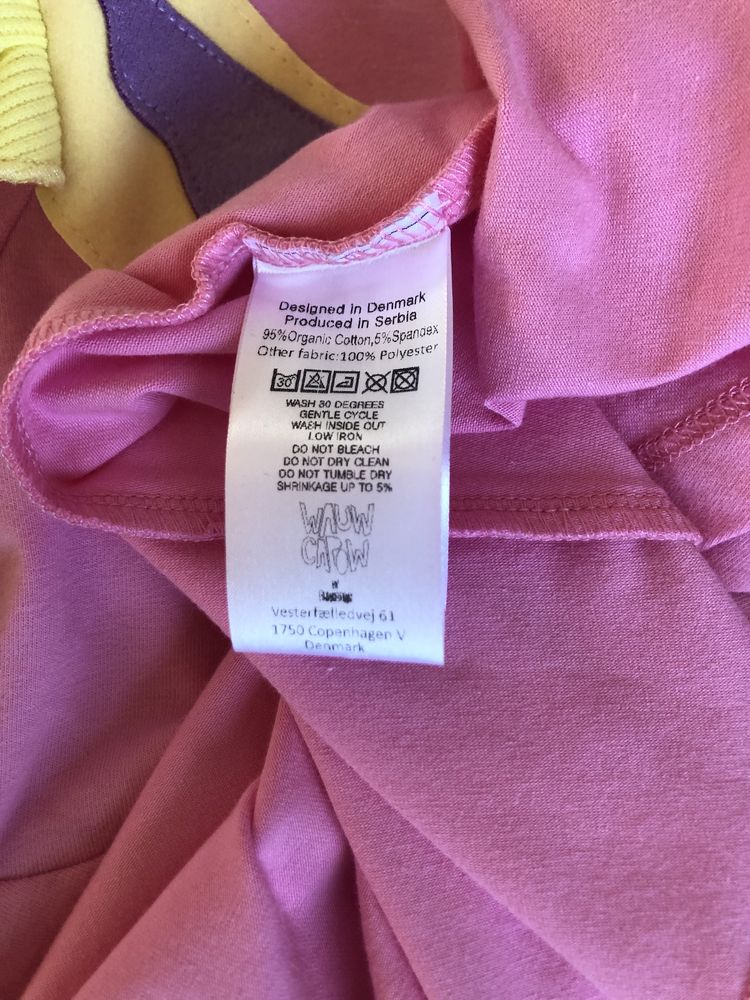 Designed in Denmark
Produced in Serbia
95%Organic Cotton,5%Spandex
Other fabric:100% Polyester
30
WASH 30 DEGREES
GENTLE CYCLE
WASH INSIDE OUT
LOW IRON
DO NOT BLEACH
DO NOT DRY CLEAN
DO NOT TUMBLE DRY
SHRINKAGE UP TO 5%
WAUW
CAPOW
Vesterfælledvej 61
1750 Copenhagen V
Denmark